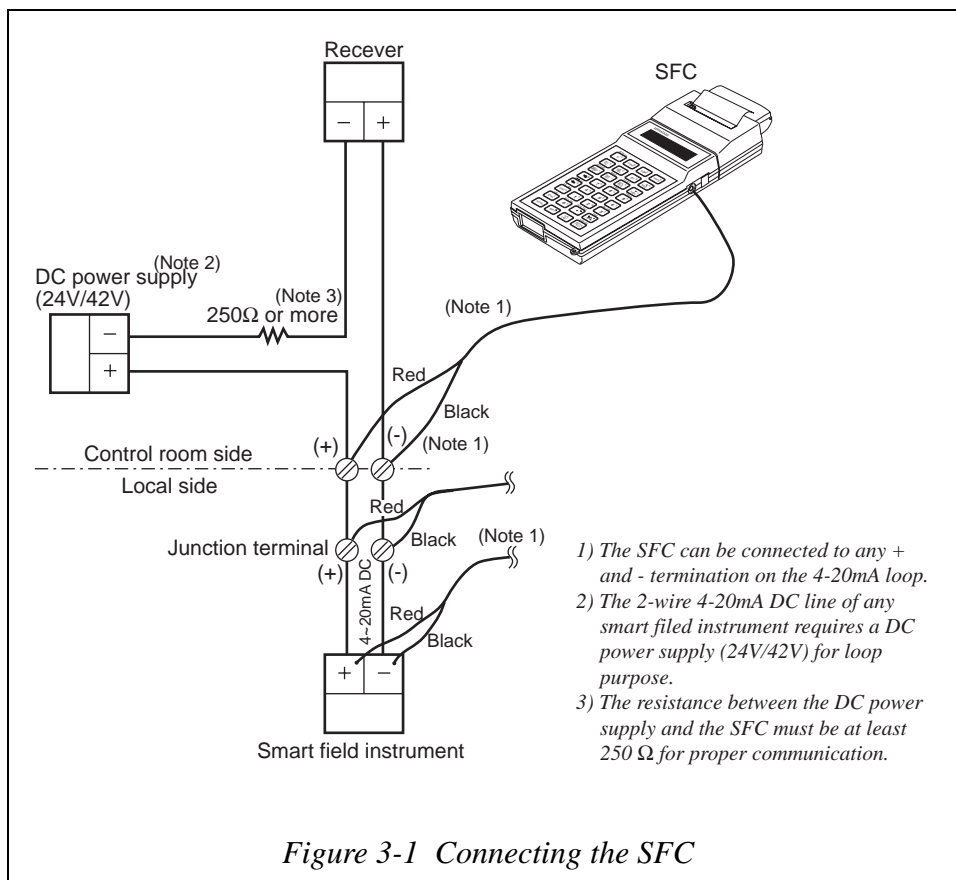 Recever
− +
SFC
(Note 2)
DC power supply
(24V/42V)
(Note 3)
250Ω or more
−
+
(Note 1)
Red
Black
(+) (-) (Note 1)
Control room side
Local side
Red
Black
(Note 1)
Junction terminal
(+) (-)
4~20mA DC
Red
Black
+ −
Smart field instrument
1) The SFC can be connected to any +
and - termination on the 4-20mA loop.
2) The 2-wire 4-20mA DC line of any
smart filed instrument requires a DC
power supply (24V/42V) for loop
purpose.
3) The resistance between the DC power
supply and the SFC must be at least
250 Ω for proper communication.
Figure 3-1 Connecting the SFC